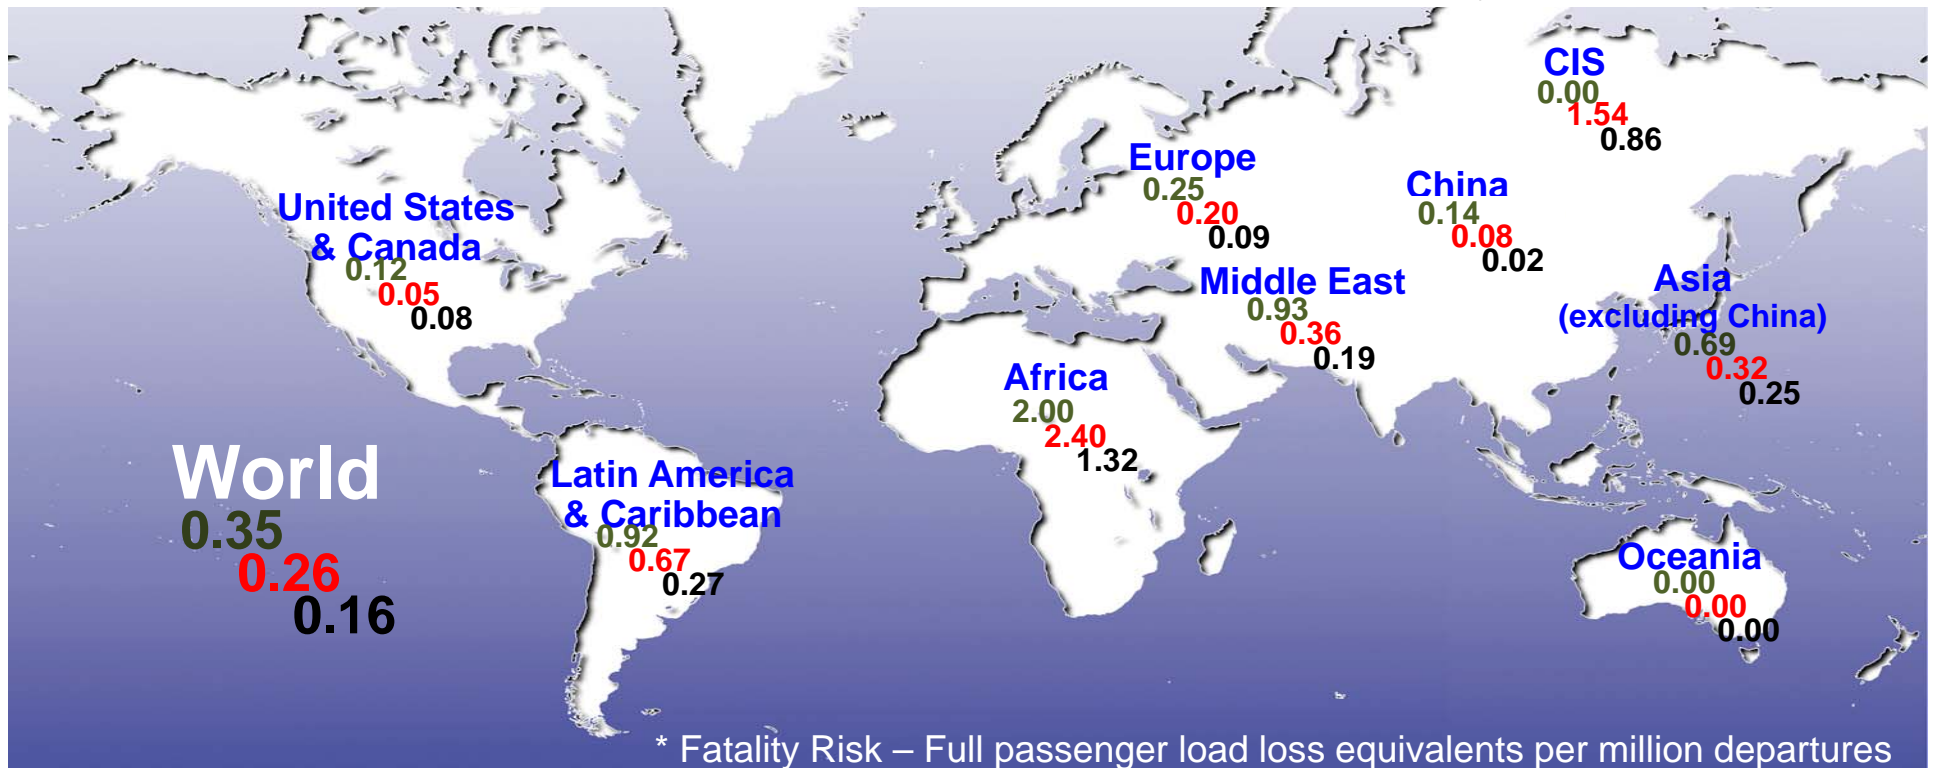 CIS
0.00
1.54
0.86
Europe
0.25
0.20
0.09
China
0.14
0.08
0.02
United States
& Canada
0.12
0.05
0.08
Middle East
0.93
0.36
0.19
Asia
(excluding China)
0.69
0.32
0.25
Africa
2.00
2.40
1.32
World
0.35
0.26
0.16
Latin America
& Caribbean
0.92
0.67
0.27
Oceania
0.00
0.00
0.00
* Fatality Risk – Full passenger load loss equivalents per million departures